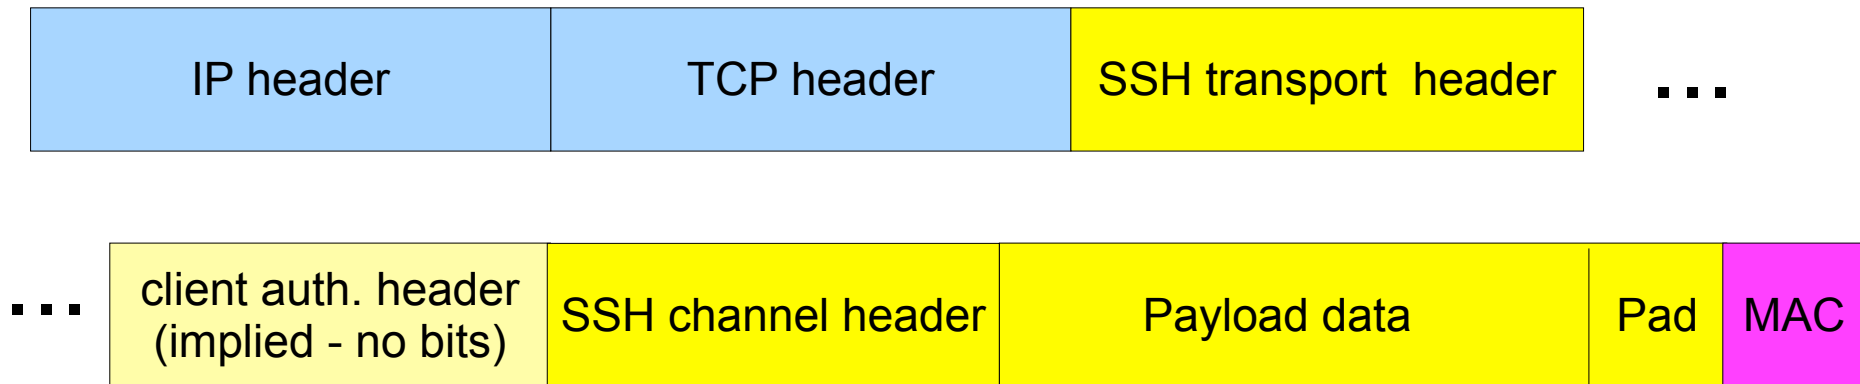 IP header
TCP header
SSH transport header
...
...
client auth. header
(implied - no bits)
SSH channel header
Payload data
Pad
MAC